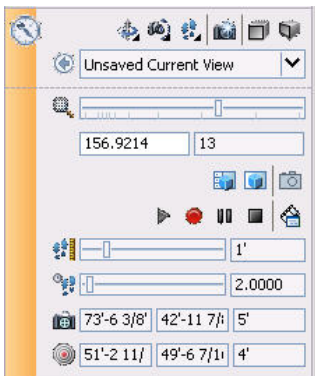 Unsaved Current View
156.9214 13
1'
2.0000
73'-6 3/8' 42'-11 7/ 5'
51'-2 11/ 49'-6 7/1 4'